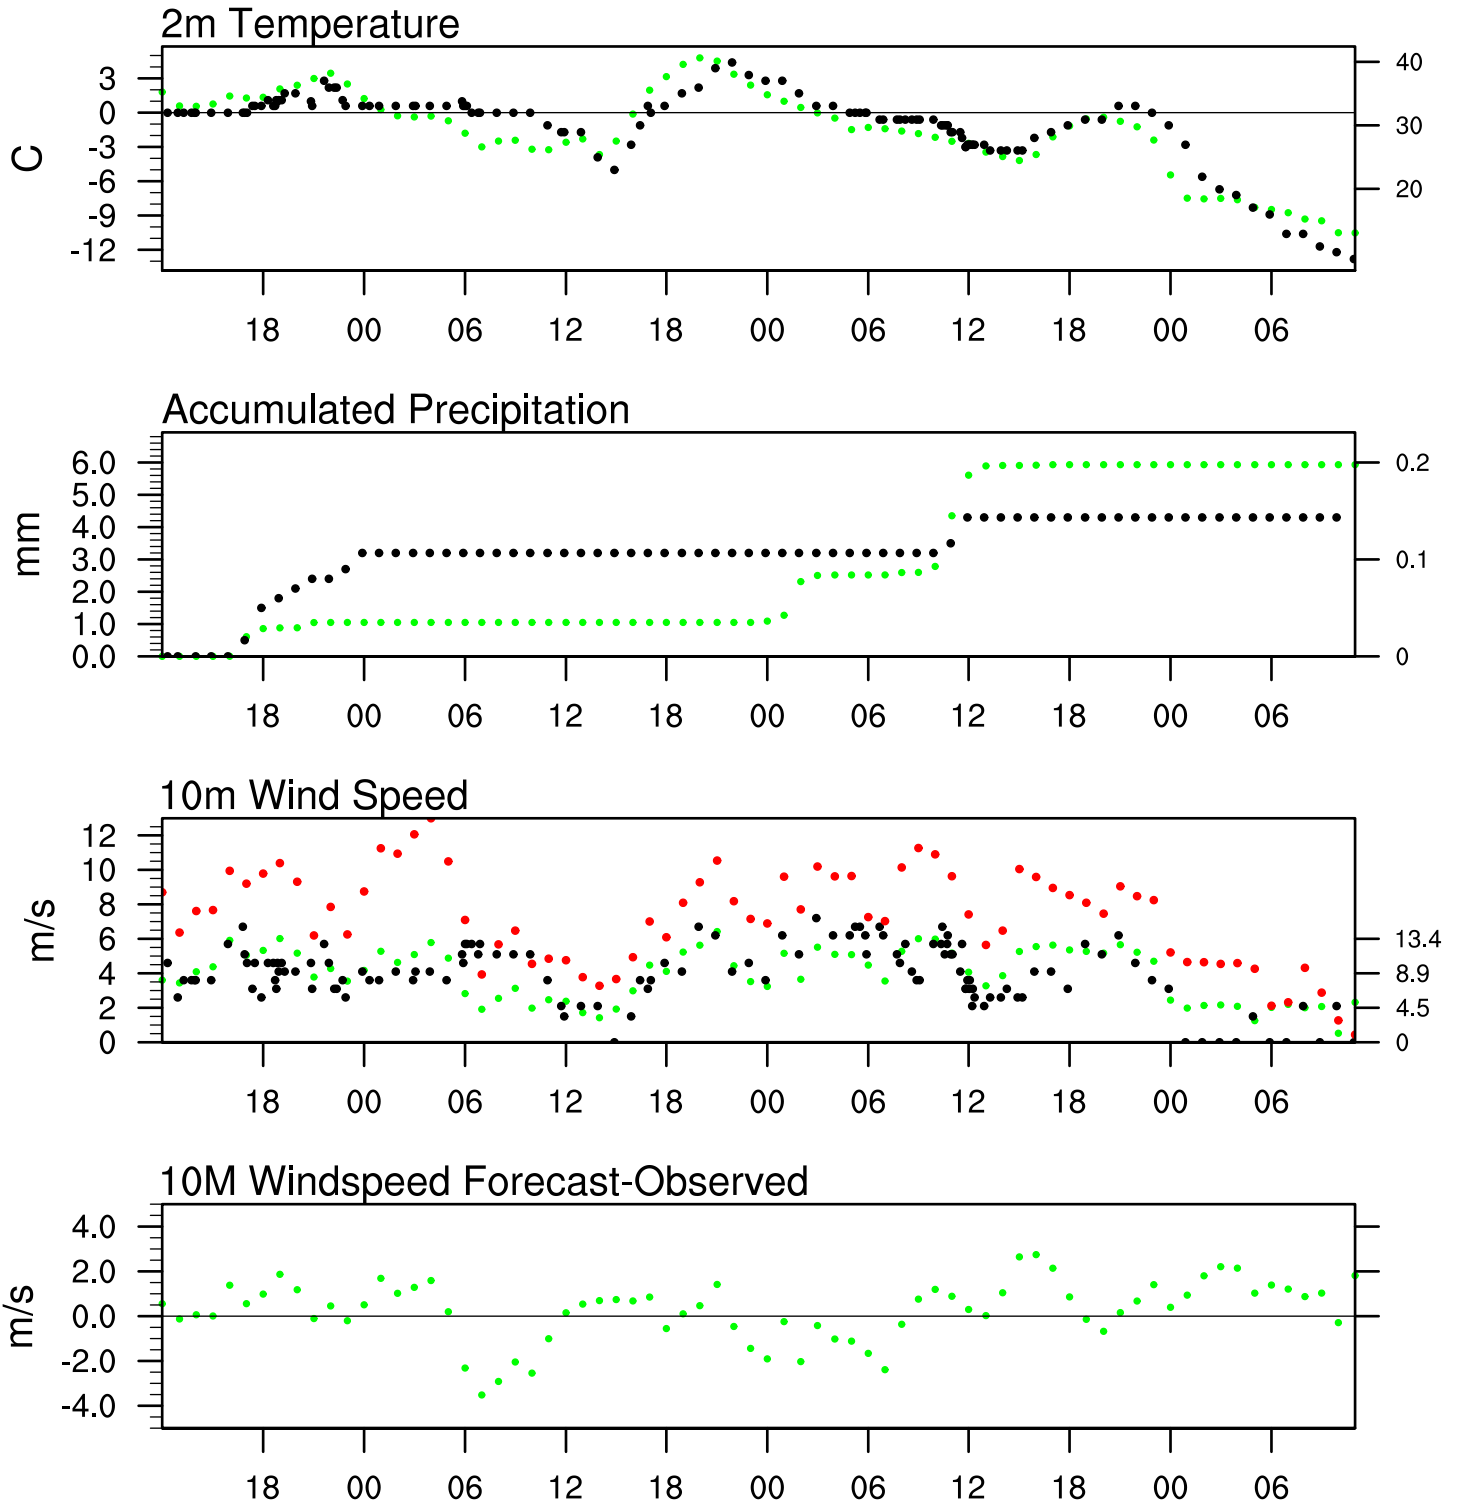 2m Temperature
C
3
0
-3
-6
-9
-12
40
30
20
18 00 06 12 18 00 06 12 18 00 06
Accumulated Precipitation
mm
6.0
5.0
4.0
3.0
2.0
1.0
0.0
0.2
0.1
0
18 00 06 12 18 00 06 12 18 00 06
10m Wind Speed
m/s
12
10
8
6
4
2
0
13.4
8.9
4.5
0
18 00 06 12 18 00 06 12 18 00 06
10M Windspeed Forecast-Observed
m/s
4.0
2.0
0.0
-2.0
-4.0
18 00 06 12 18 00 06 12 18 00 06